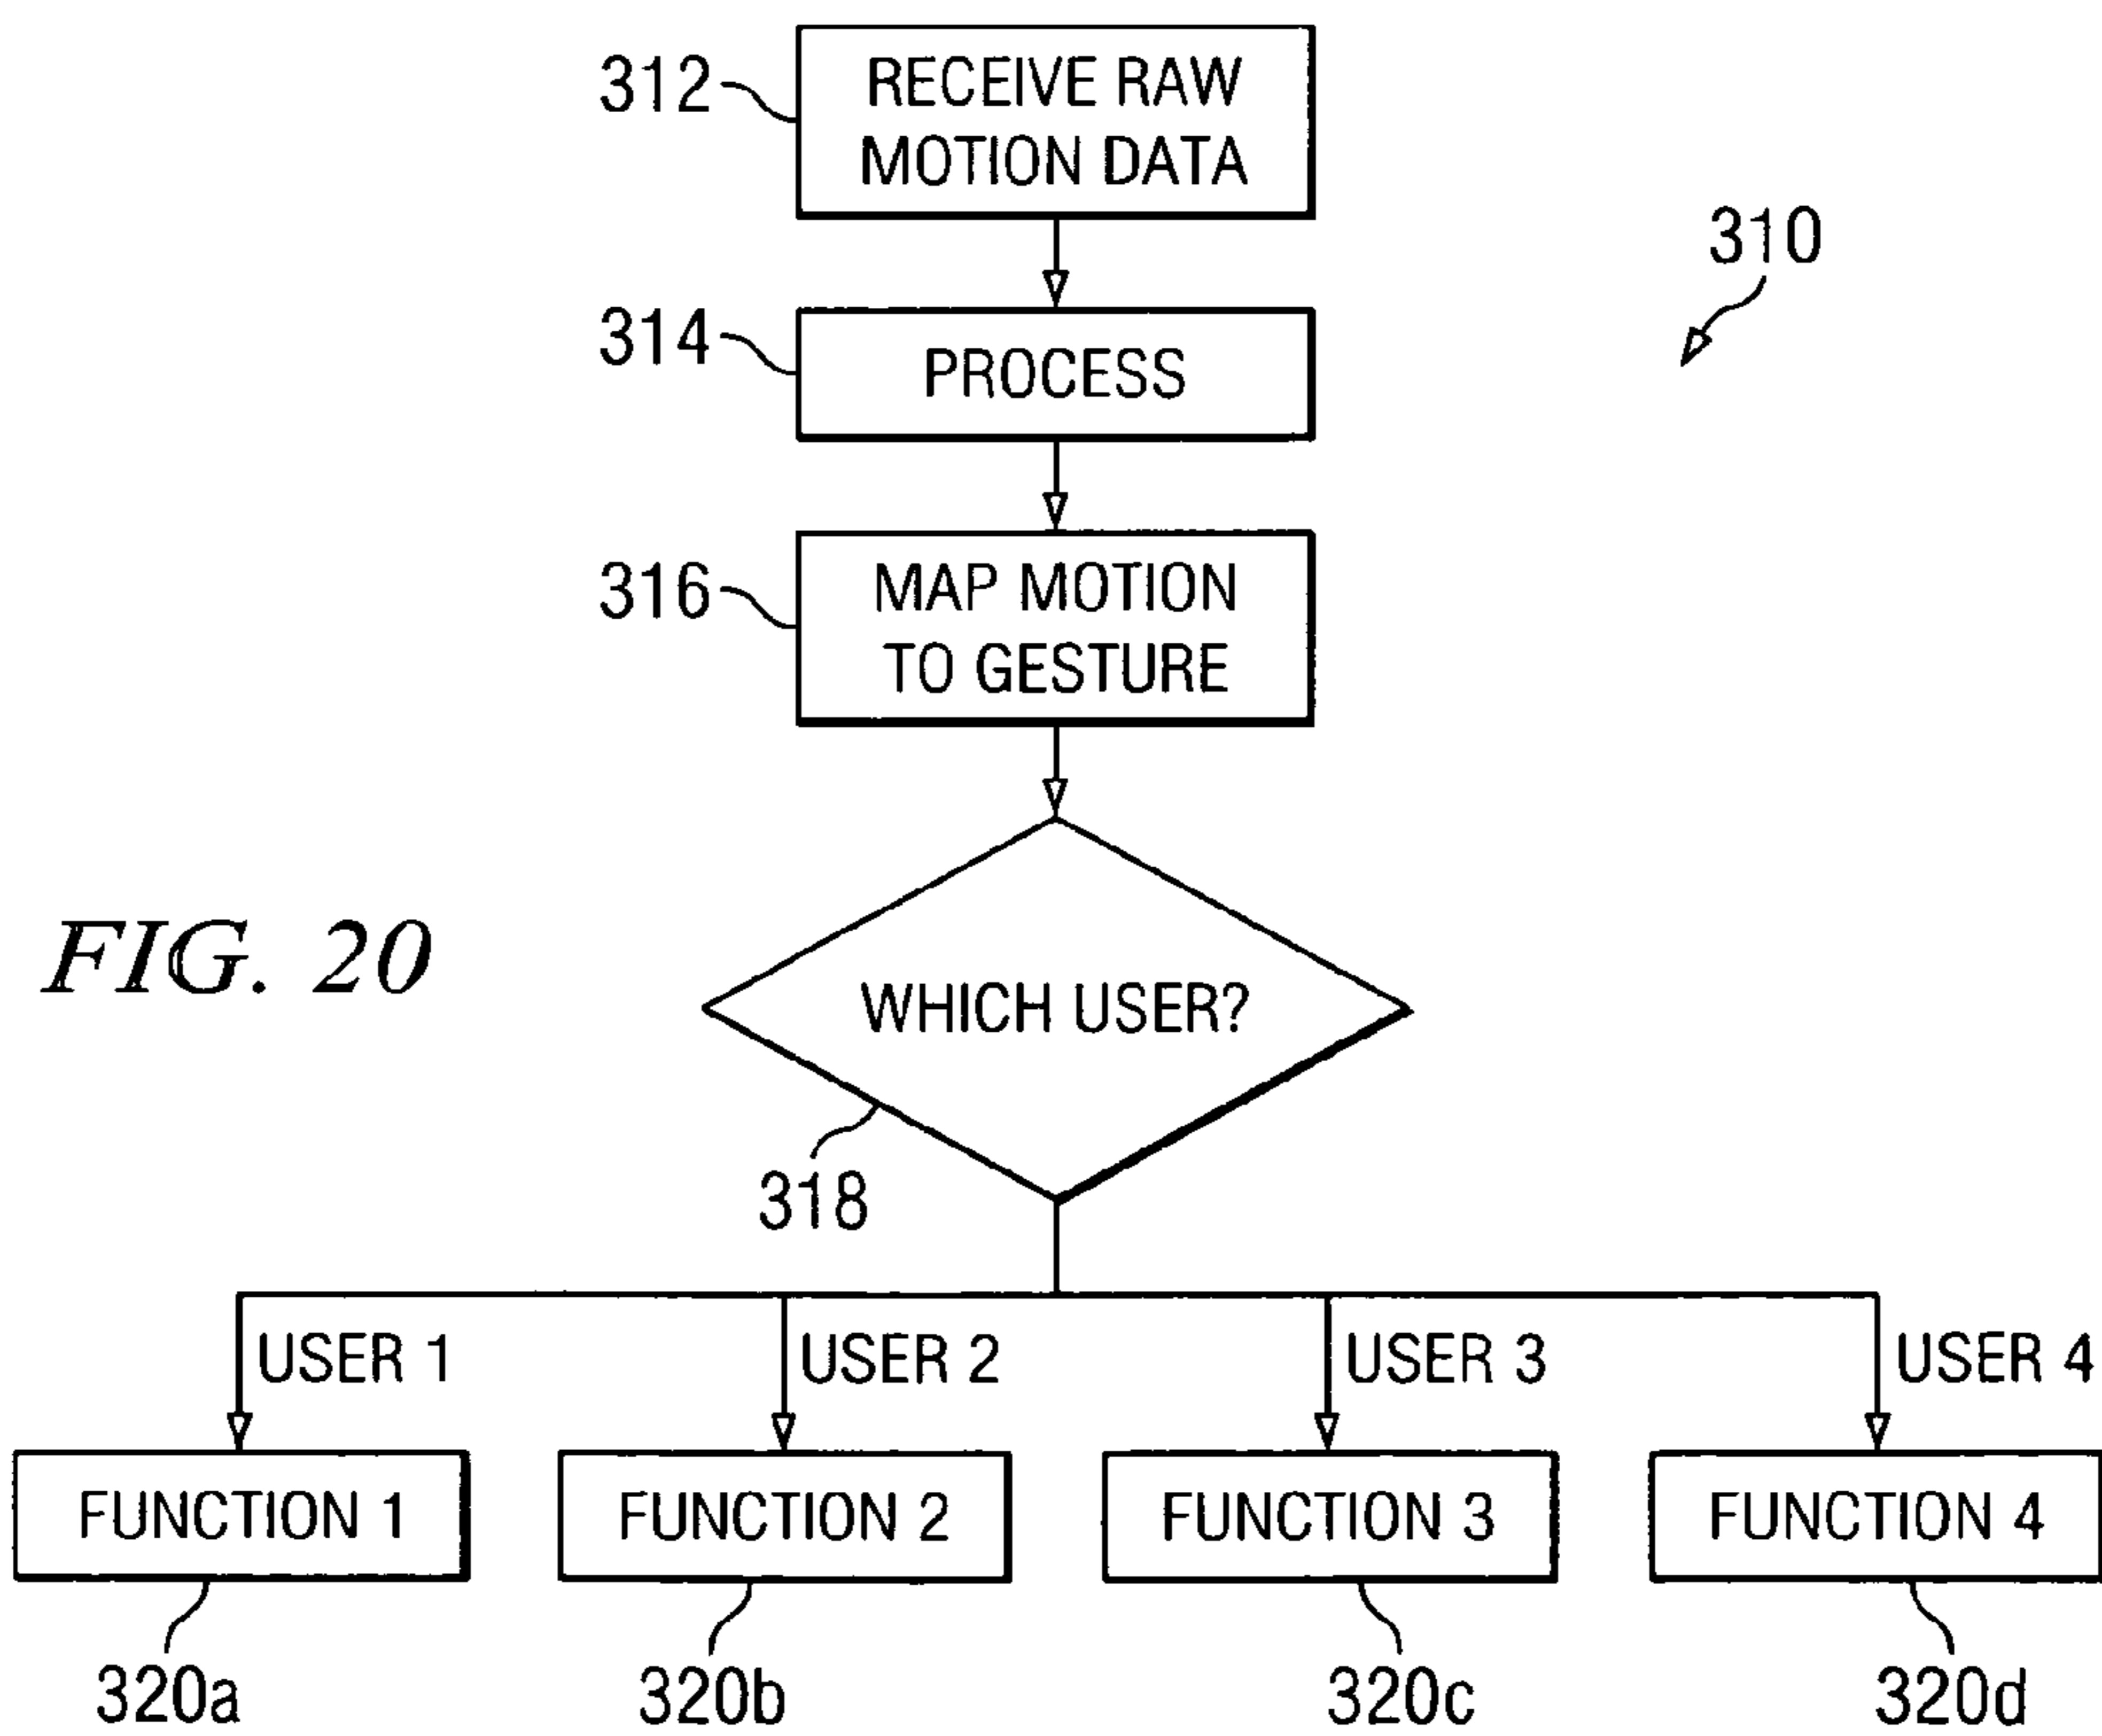 312
RECEIVE RAW
MOTION DATA
310
314
PROCESS
316
MAP MOTION
TO GESTURE
FIG. 20
WHICH USER?
318
USER 1
USER 2
USER 3
USER 4
FUNCTION 1
FUNCTION 2
FUNCTION 3
FUNCTION 4
320a
320b
320c
320d